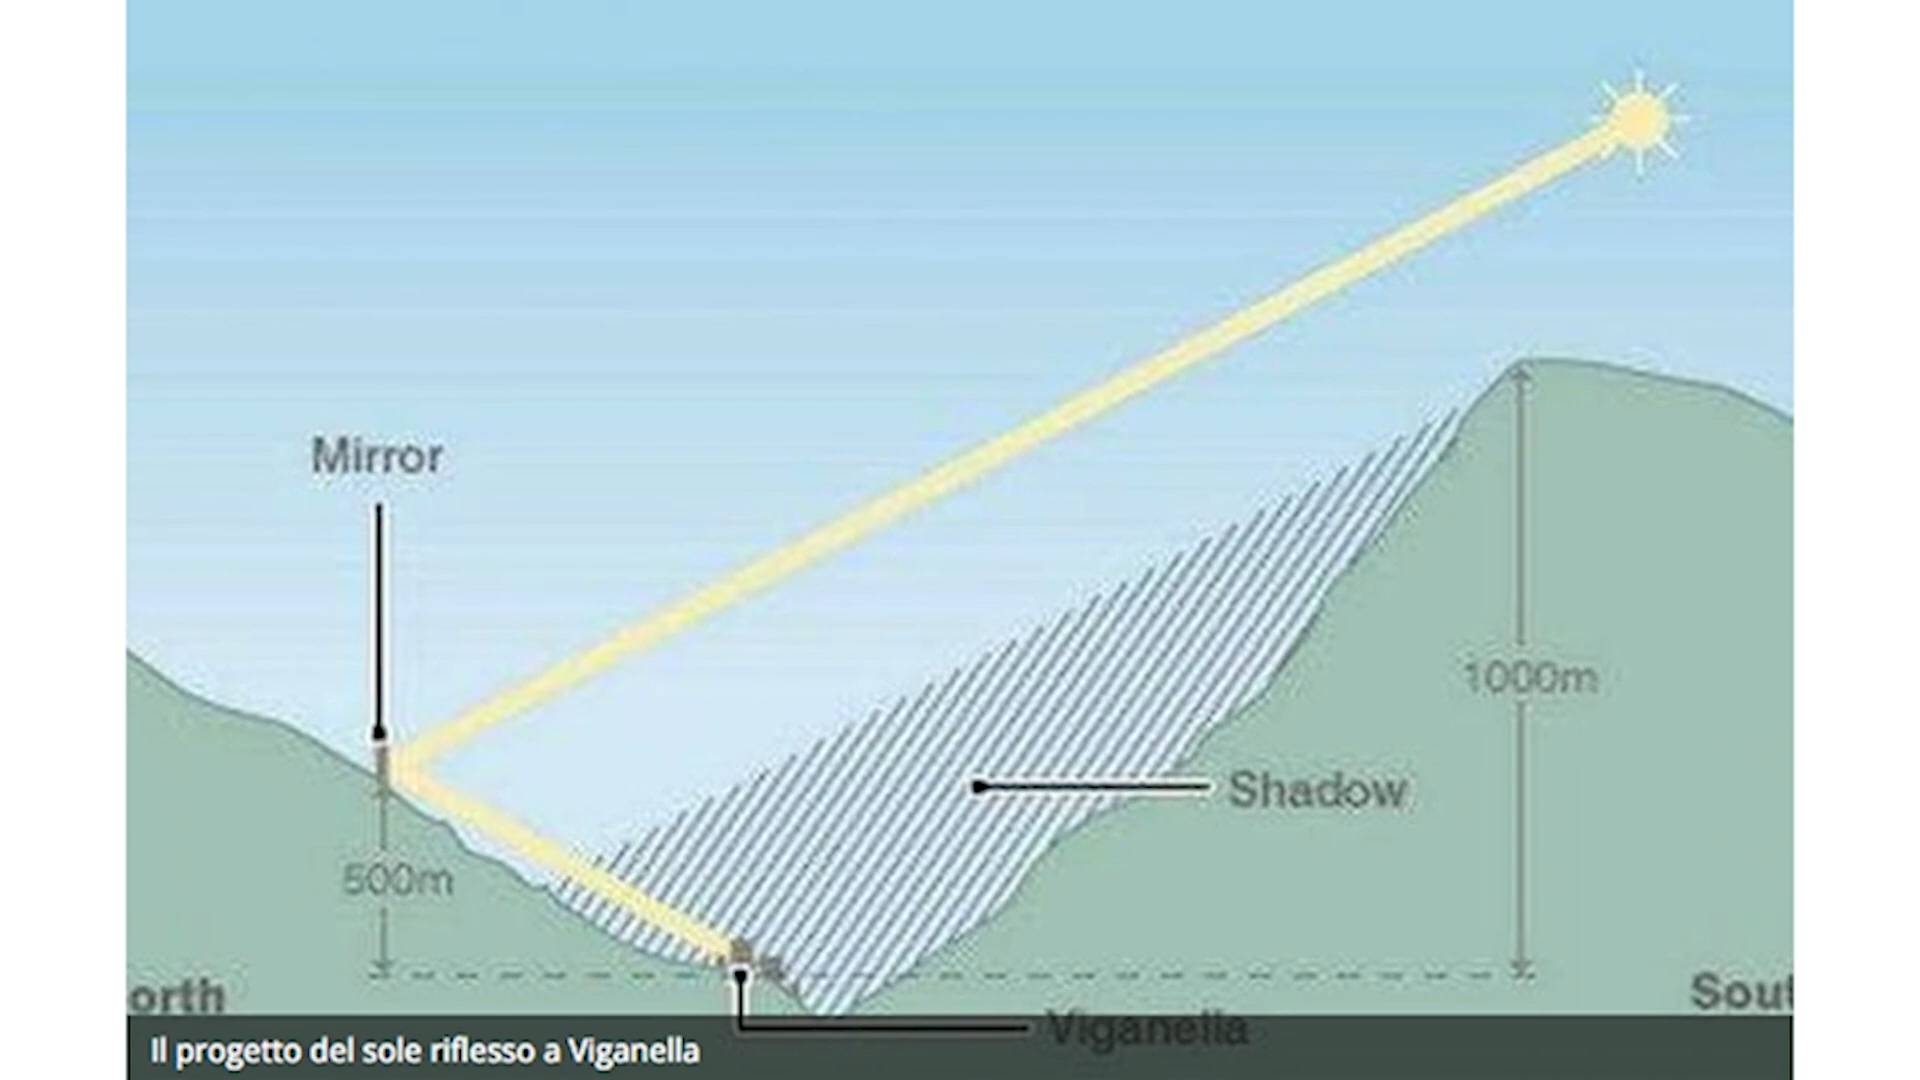 Mirror
1000m
Shadow
500m
orth
Sout
Viganella
Il progetto del sole riflesso a Viganella